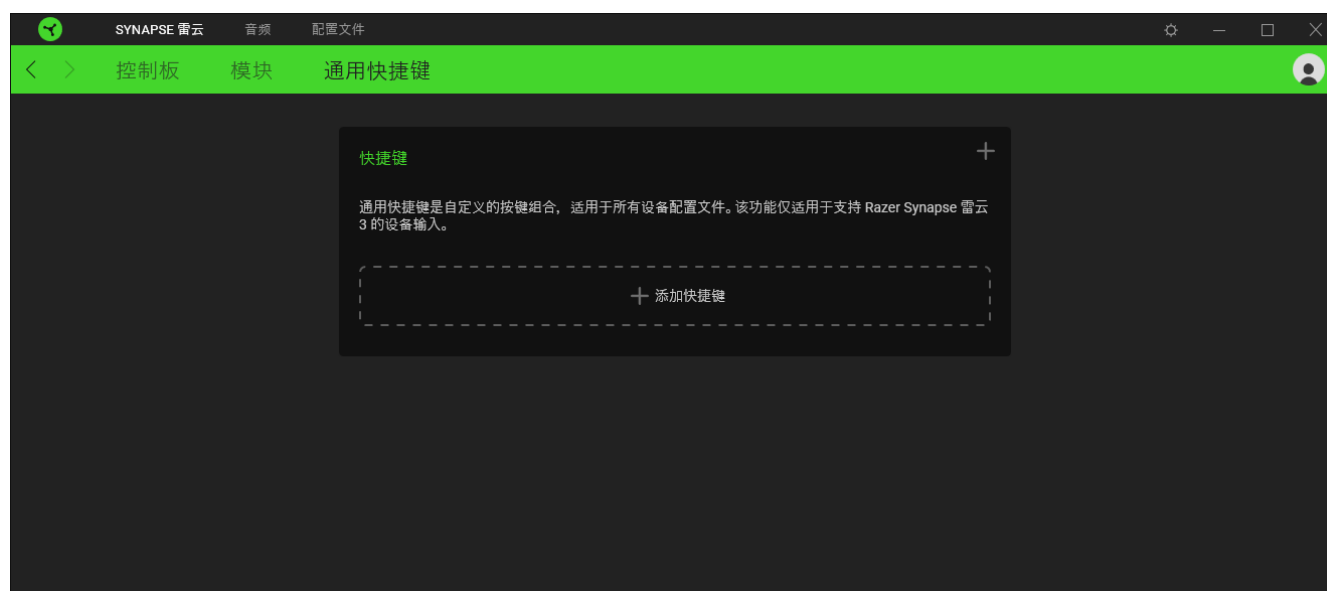 SYNAPSE 雷云 音频 配置文件
控制板 模块 通用快捷键
快捷键
通用快捷键是自定义的按键组合，适用于所有设备配置文件。该功能仅适用于支持 Razer Synapse 雷云
3 的设备输入。
添加快捷键